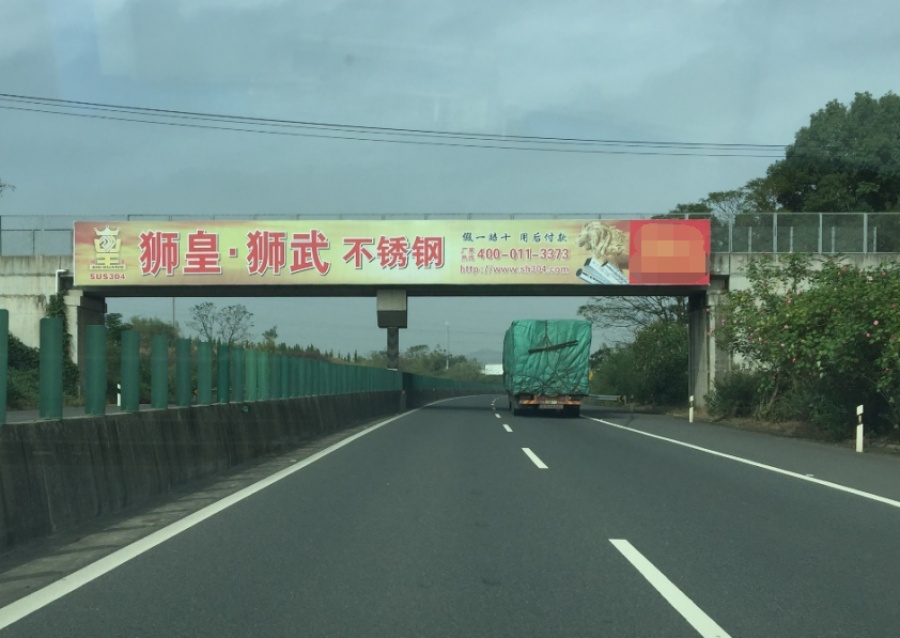 SUS304
狮皇·狮武 不锈钢
假一赔十 用后付款
400-011-3373
http://www.sh304.com